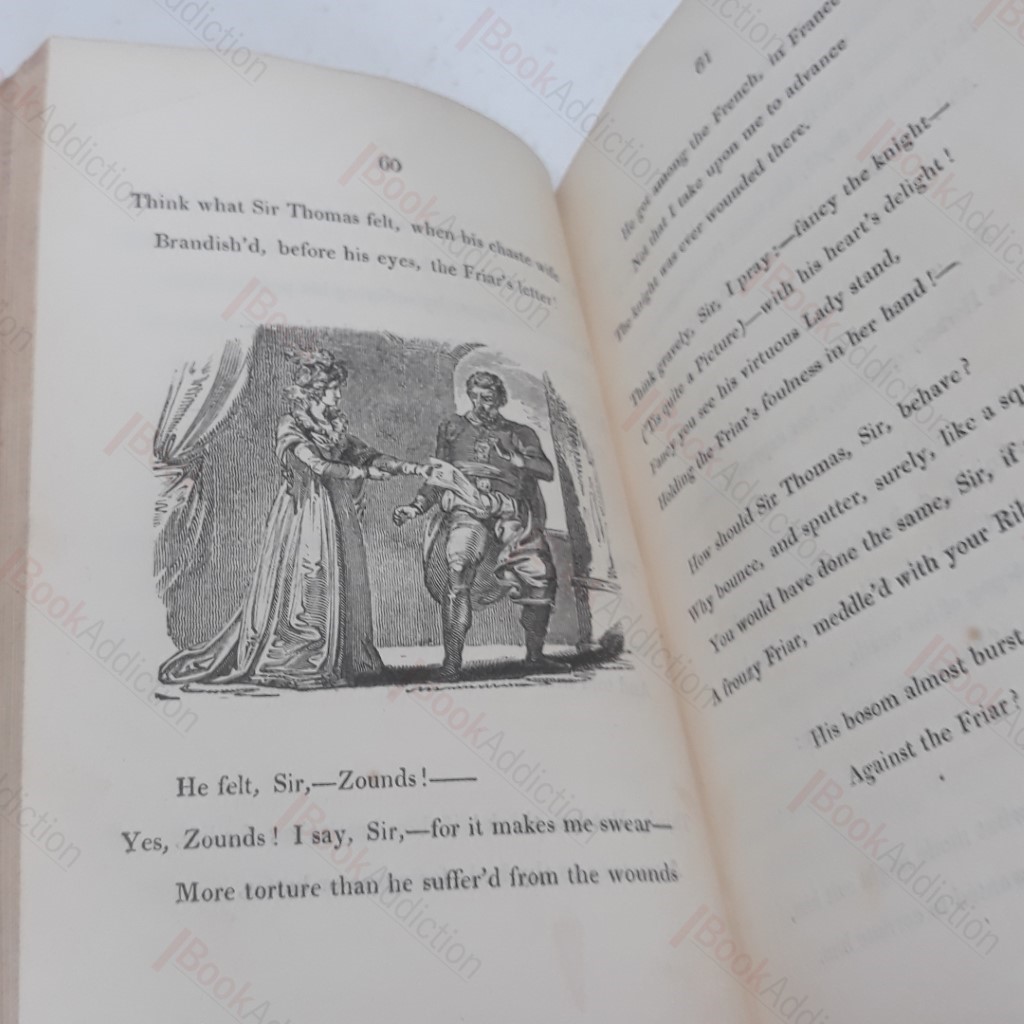 60
Think what Sir Thomas felt, when his chaste wife
Brandish'd, before his eyes, the Friar's letter
He felt, Sir,—Zounds!——
Yes, Zounds! I say, Sir,—for it makes me swear—
More torture than he suffer'd from the wounds
61
He got among the French, in France
Not that I take upon me to advance
The knight was ever wounded there.
Think gravely, Sir, I pray:—fancy the knight—
('Tis quite a Picture)—with his heart's delight!
Fancy you see his virtuous Lady stand,
Holding the Friar's foulness in her hand!—
How should Sir Thomas, Sir, behave?
Why bounce, and sputter, surely, like a squ
You would have done the same, Sir, if
A frouzy Friar, meddle'd with your Rib
His bosom almost burst
Against the Friar?
BookAddiction